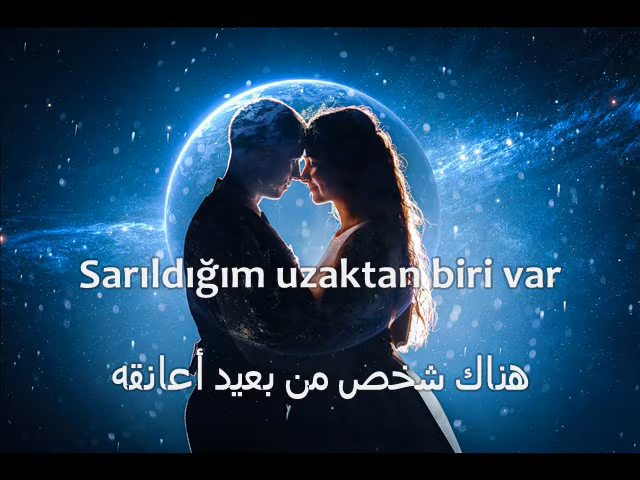 Sarıldığım uzaktan biri var
هناك شخص من بعيد أعانقه